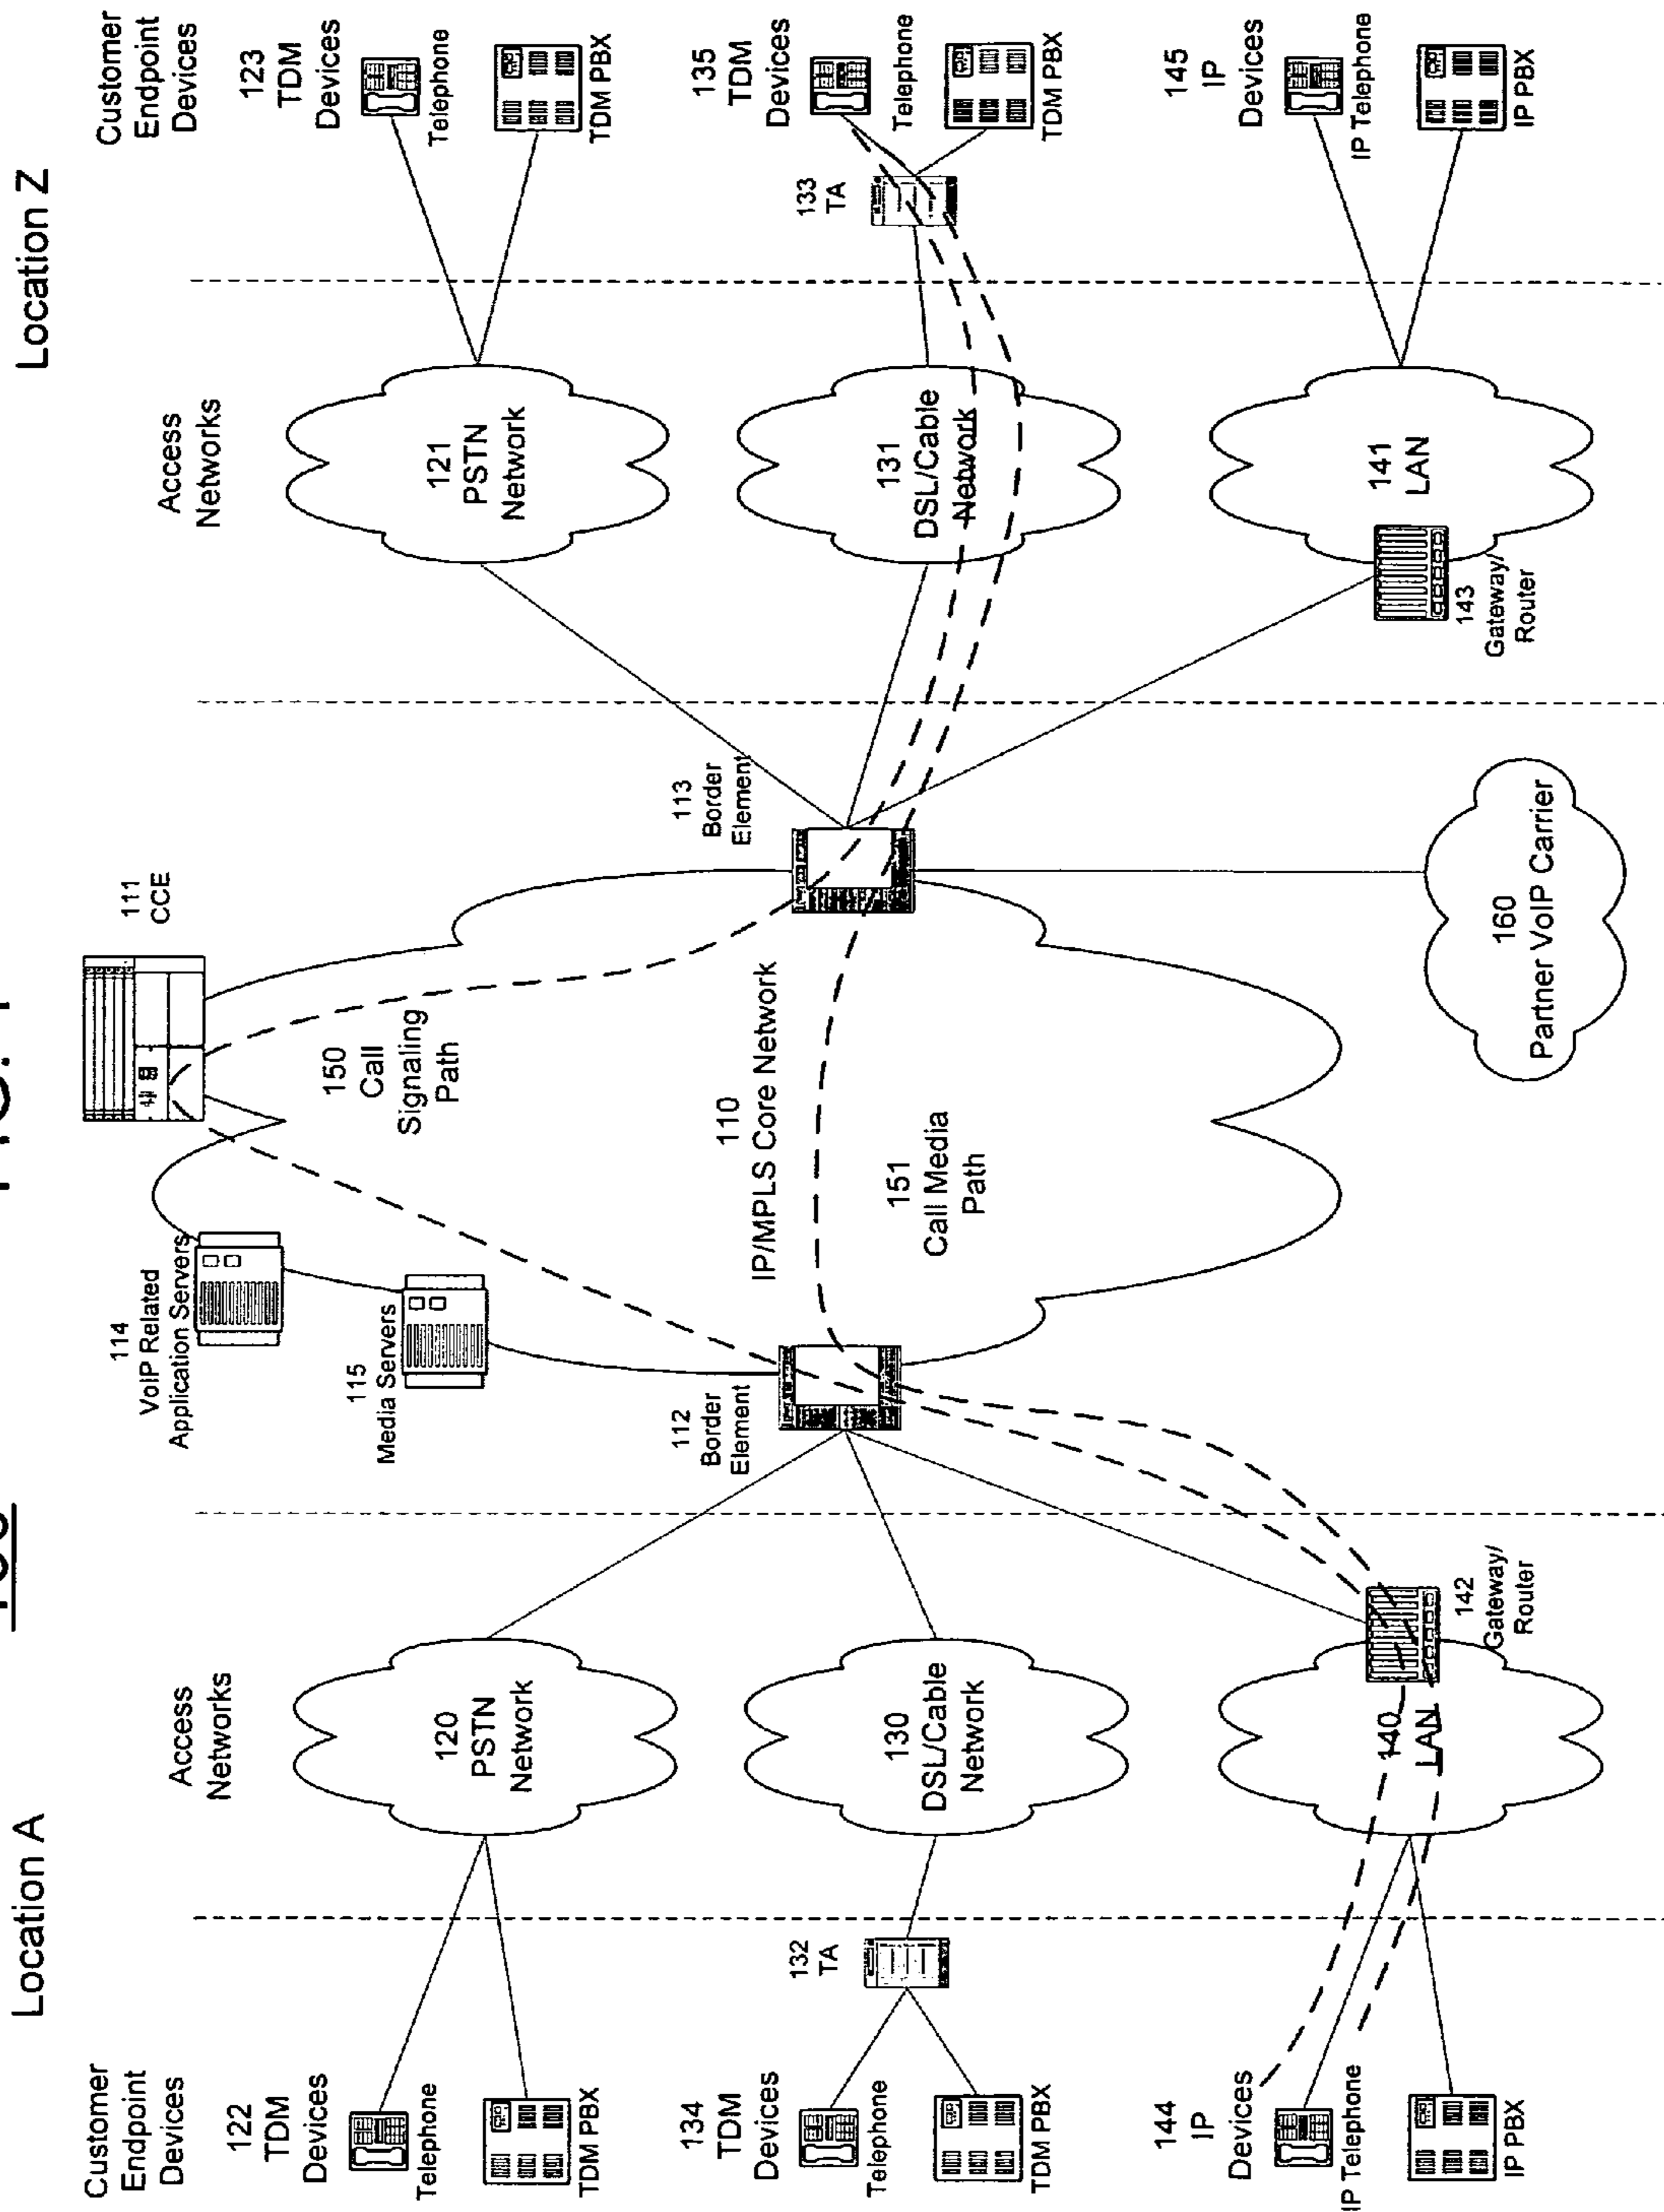 Location A
Location Z
Customer
Endpoint
Devices
Access
Networks
Access
Networks
Customer
Endpoint
Devices
122
TDM
Devices
Telephone
TDM PBX
120
PSTN
Network
114
VoIP Related
Application Servers
115
Media Servers
111
CCE
150
Call
Signaling
Path
121
PSTN
Network
123
TDM
Devices
Telephone
TDM PBX
134
TDM
Devices
Telephone
TDM PBX
132
TA
130
DSL/Cable
Network
112
Border
Element
110
IP/MPLS Core Network
151
Call Media
Path
113
Border
Element
131
DSL/Cable
Network
133
TA
135
TDM
Devices
Telephone
TDM PBX
144
IP
Devices
IP Telephone
IP PBX
140
LAN
142
Gateway/
Router
160
Partner VoIP Carrier
143
Gateway/
Router
141
LAN
145
IP
Devices
IP Telephone
IP PBX